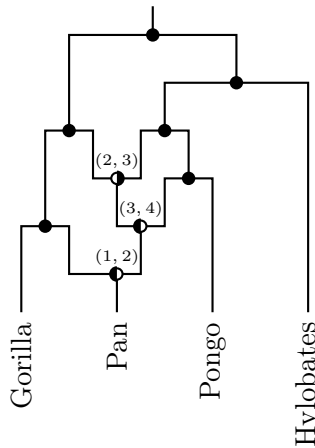 (2, 3)
(3, 4)
(1, 2)
Gorilla
Pan
Pongo
Hylobates